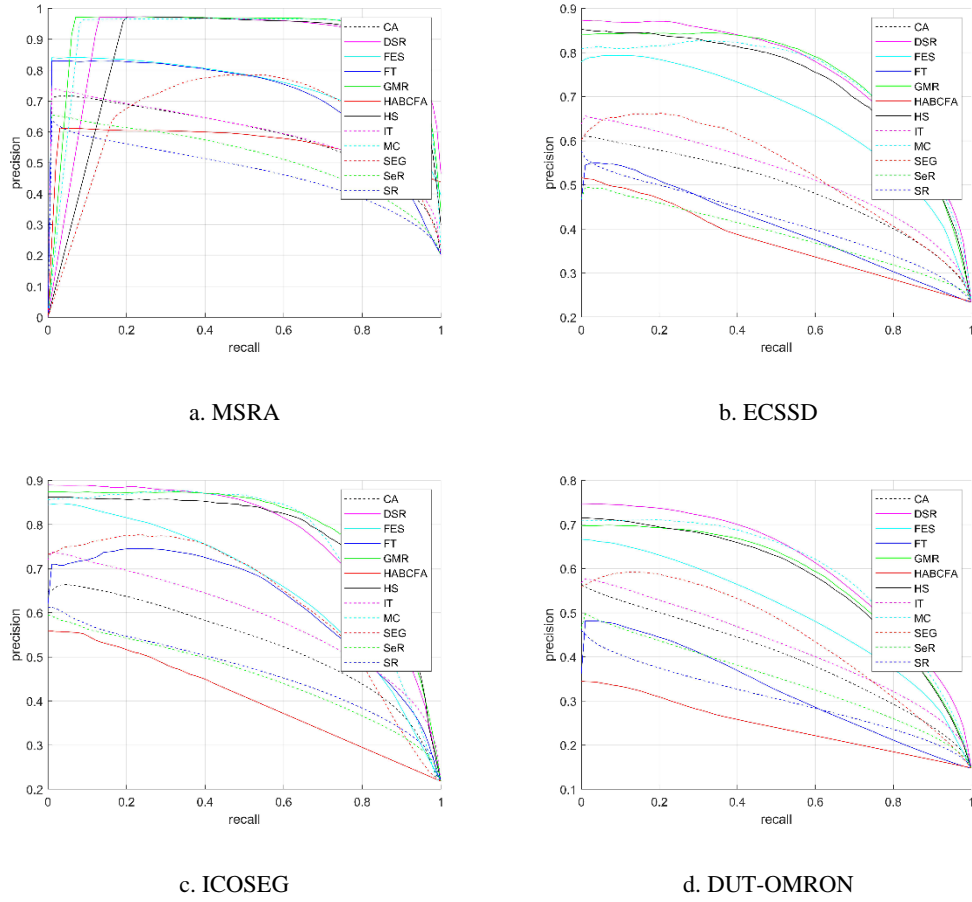 1
0.9
0.8
0.7
0.6
0.5
0.4
0.3
0.2
0.1
0
0 0.2 0.4 0.6 0.8 1
precision
recall
CA
DSR
FES
FT
GMR
HABCFA
HS
IT
MC
SEG
SeR
SR
a. MSRA
0.9
0.8
0.7
0.6
0.5
0.4
0.3
0.2
0 0.2 0.4 0.6 0.8 1
precision
recall
CA
DSR
FES
FT
GMR
HABCFA
HS
IT
MC
SEG
SeR
SR
b. ECSSD
0.9
0.8
0.7
0.6
0.5
0.4
0.3
0.2
0 0.2 0.4 0.6 0.8 1
precision
recall
CA
DSR
FES
FT
GMR
HABCFA
HS
IT
MC
SEG
SeR
SR
c. ICOSEG
0.9
0.8
0.7
0.6
0.5
0.4
0.3
0.2
0.1
0 0.2 0.4 0.6 0.8 1
precision
recall
CA
DSR
FES
FT
GMR
HABCFA
HS
IT
MC
SEG
SeR
SR
d. DUT-OMRON